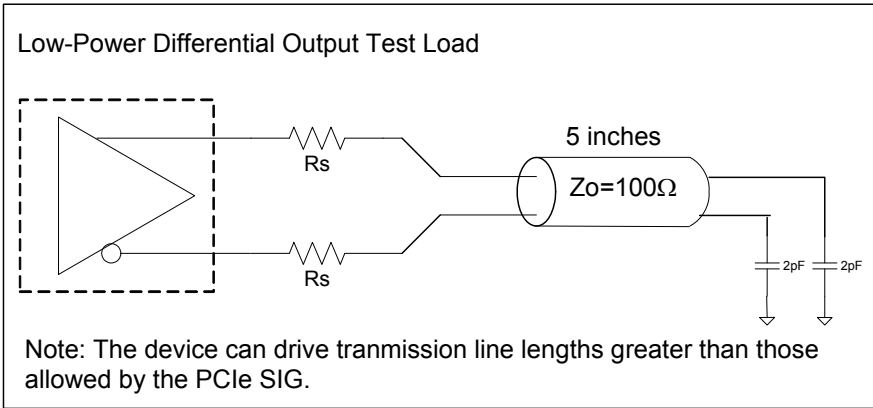 Low-Power Differential Output Test Load
5 inches
Rs
Zo=100Ω
Rs
2pF
2pF
Note: The device can drive tranmission line lengths greater than those
allowed by the PCIe SIG.